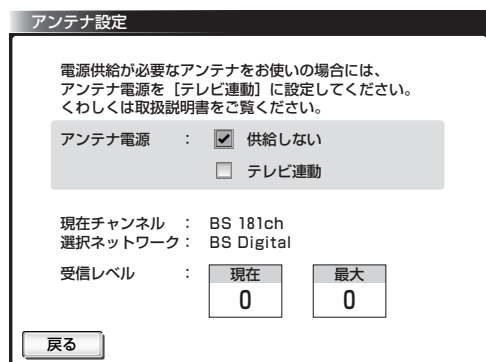 アンテナ設定
電源供給が必要なアンテナをお使いの場合には、
アンテナ電源を［テレビ連動］に設定してください。
くわしくは取扱説明書をご覧ください。
アンテナ電源 ： 供給しない
テレビ連動
現在チャンネル ： BS 181ch
選択ネットワーク： BS Digital
受信レベル ： 現在 最大
0 0
戻る